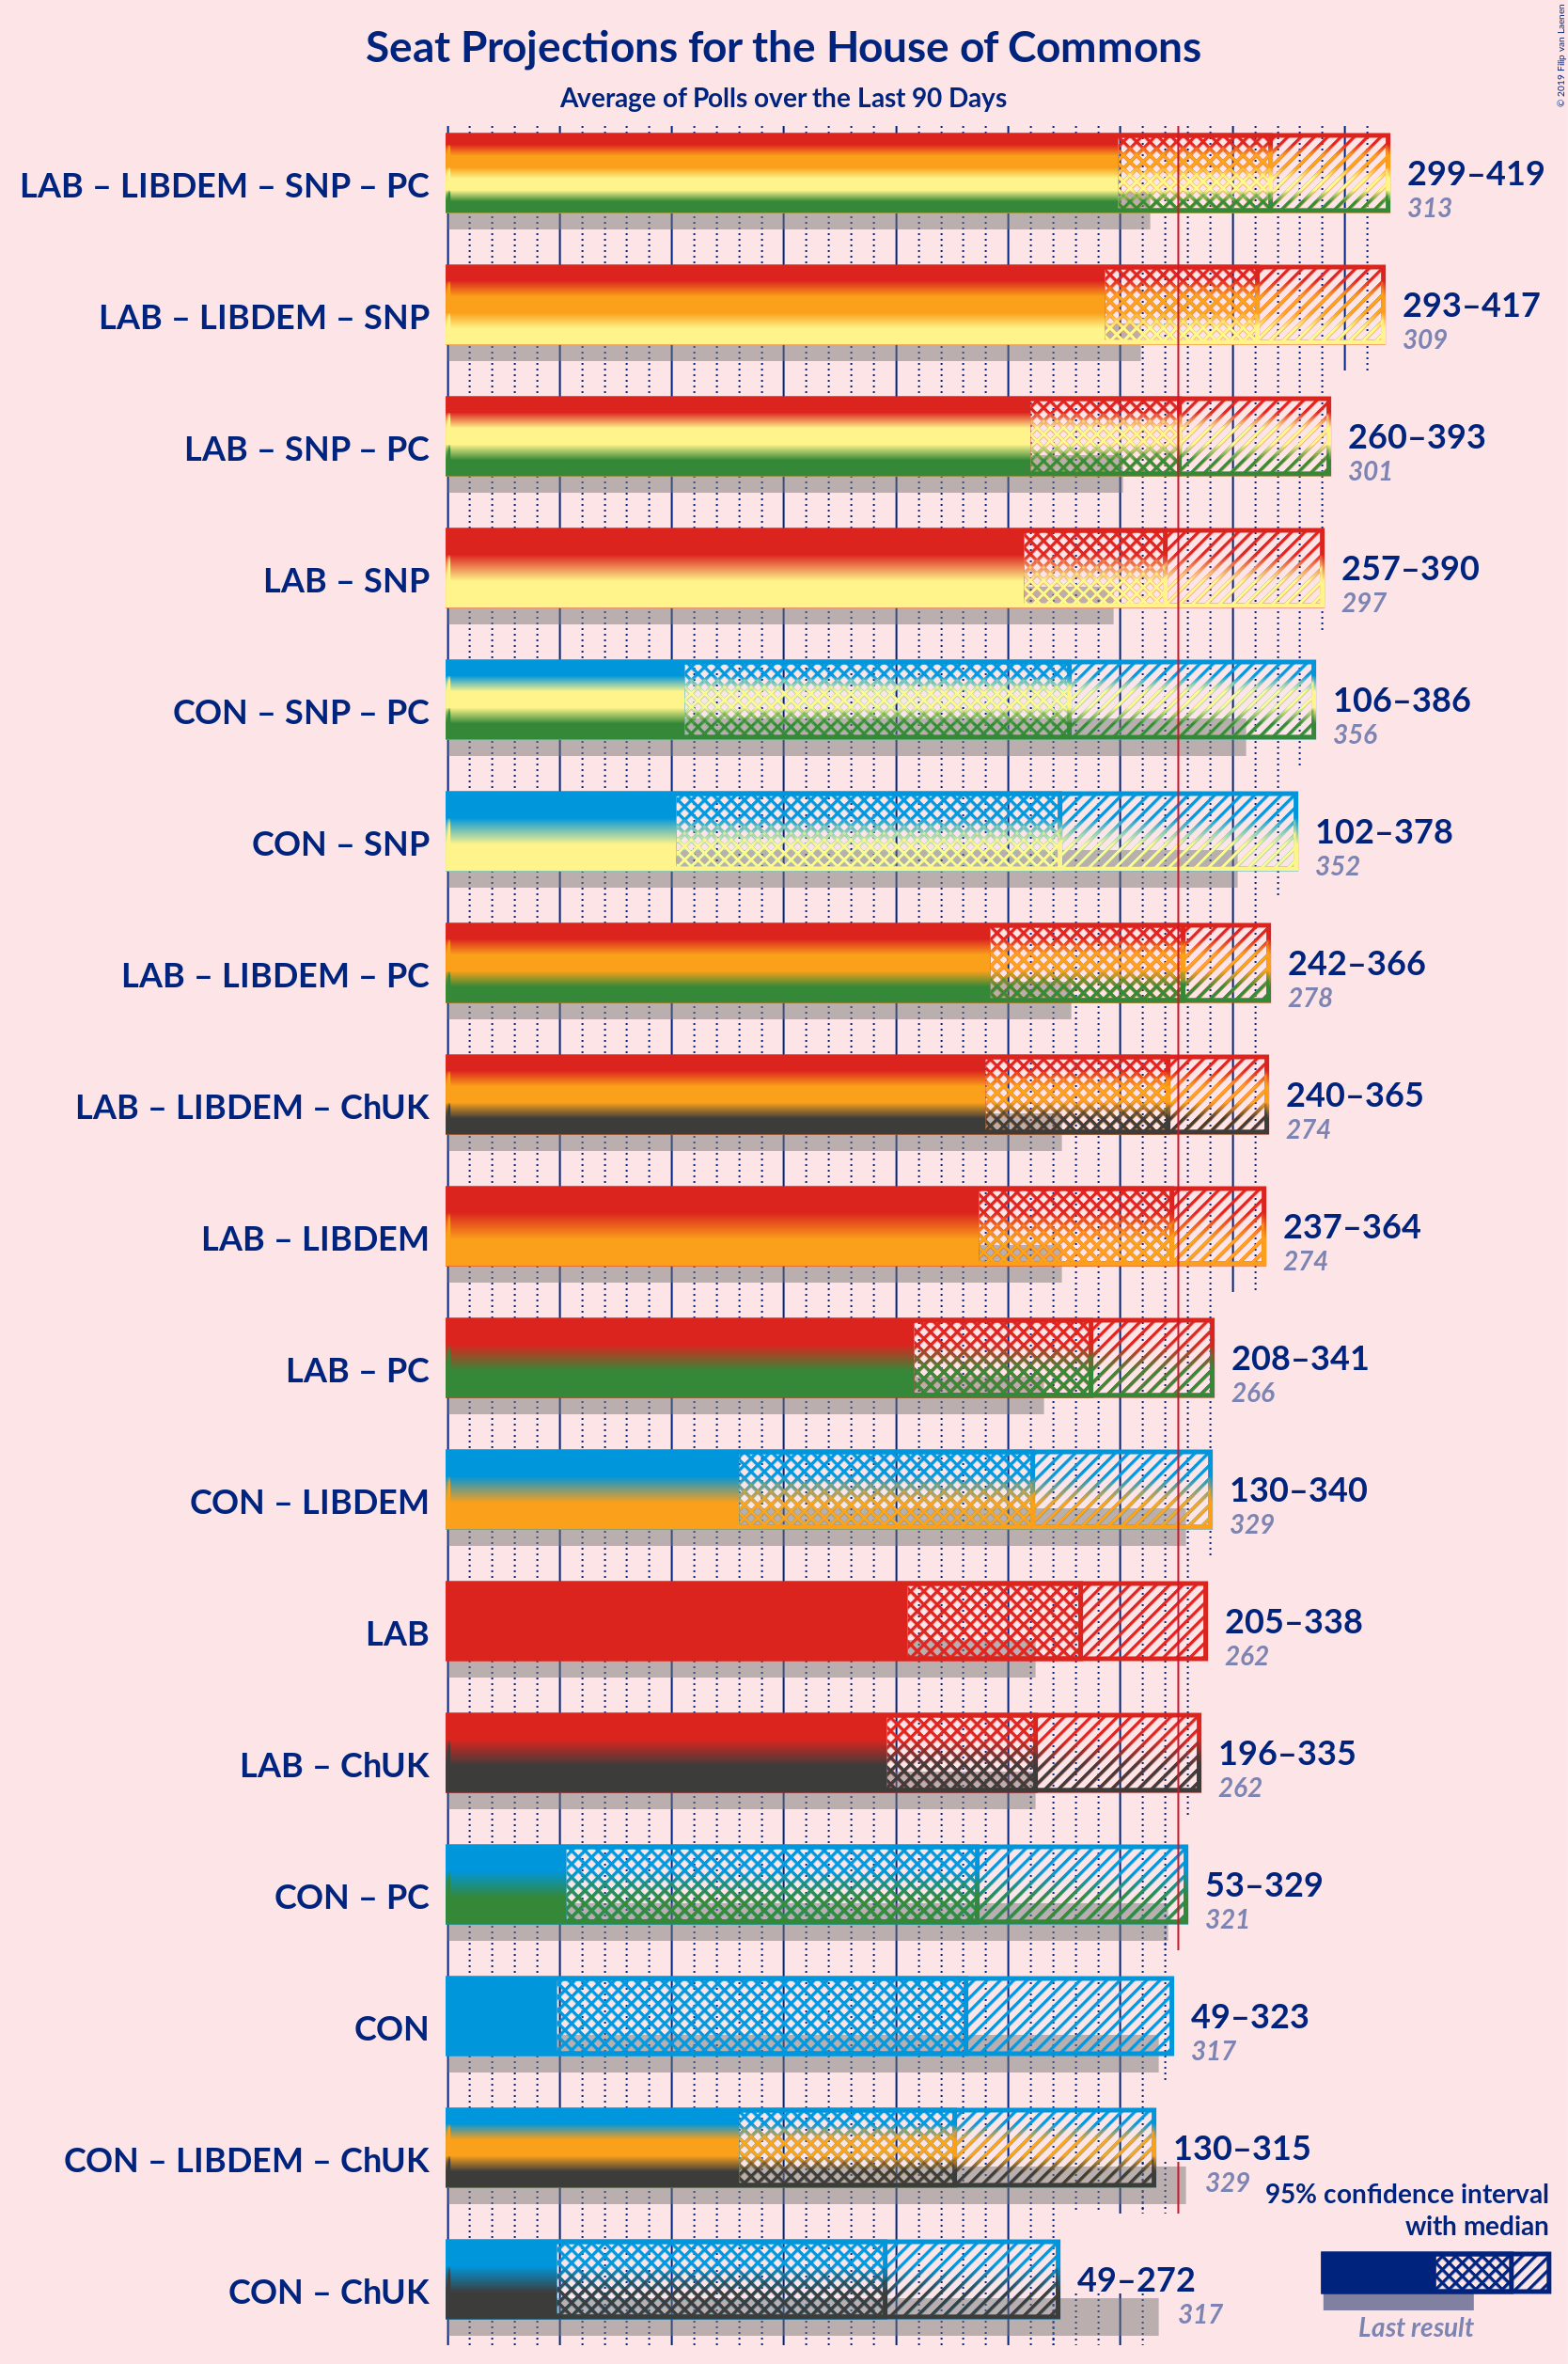 Seat Projections for the House of Commons
Average of Polls over the Last 90 Days
© 2019 Filip van Laenen
LAB – LIBDEM – SNP – PC
299–419
313
LAB – LIBDEM – SNP
293–417
309
LAB – SNP – PC
260–393
301
LAB – SNP
257–390
297
CON – SNP – PC
106–386
356
CON – SNP
102–378
352
LAB – LIBDEM – PC
242–366
278
LAB – LIBDEM – ChUK
240–365
274
LAB – LIBDEM
237–364
274
LAB – PC
208–341
266
CON – LIBDEM
130–340
329
LAB
205–338
262
LAB – ChUK
196–335
262
CON – PC
53–329
321
CON
49–323
317
CON – LIBDEM – ChUK
130–315
329
CON – ChUK
49–272
317
95% confidence interval
with median
Last result